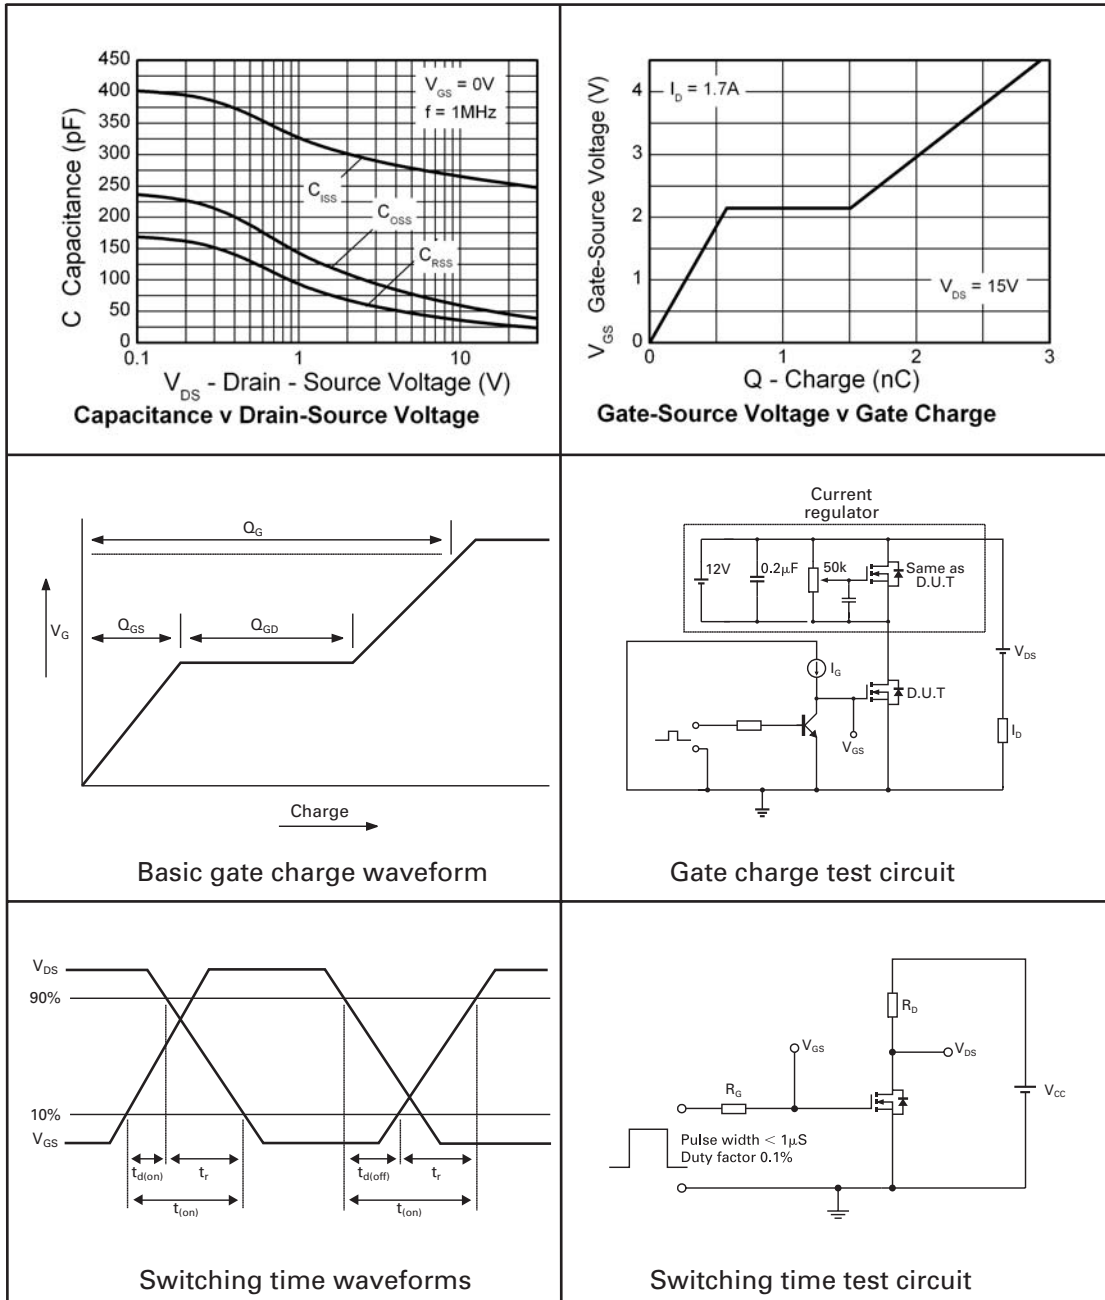 450
400
350
300
250
200
150
100
50
0
C Capacitance (pF)
V_GS = 0V
f = 1MHz
C_ISS
C_OSS
C_RSS
0.1 1 10
V_DS - Drain - Source Voltage (V)
Capacitance v Drain-Source Voltage
4
3
2
1
0
V_GS Gate-Source Voltage (V)
I_D = 1.7A
V_DS = 15V
0 1 2 3
Q - Charge (nC)
Gate-Source Voltage v Gate Charge
Q_G
Q_GS Q_GD
V_G
Charge
Basic gate charge waveform
Current
regulator
12V 0.2μF 50k Same as
D.U.T
I_G
V_DS
D.U.T
V_GS
I_D
Gate charge test circuit
V_DS
90%
10%
V_GS
t_d(on) t_r t_d(off) t_r
t_(on) t_(on)
Switching time waveforms
R_D
V_GS V_DS
R_G V_CC
Pulse width < 1μS
Duty factor 0.1%
Switching time test circuit